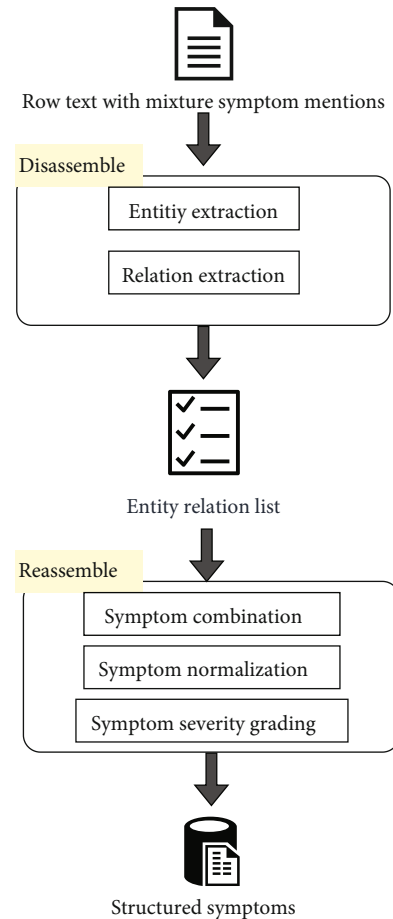 Row text with mixture symptom mentions
Disassemble
Entitiy extraction
Relation extraction
Entity relation list
Reassemble
Symptom combination
Symptom normalization
Symptom severity grading
Structured symptoms